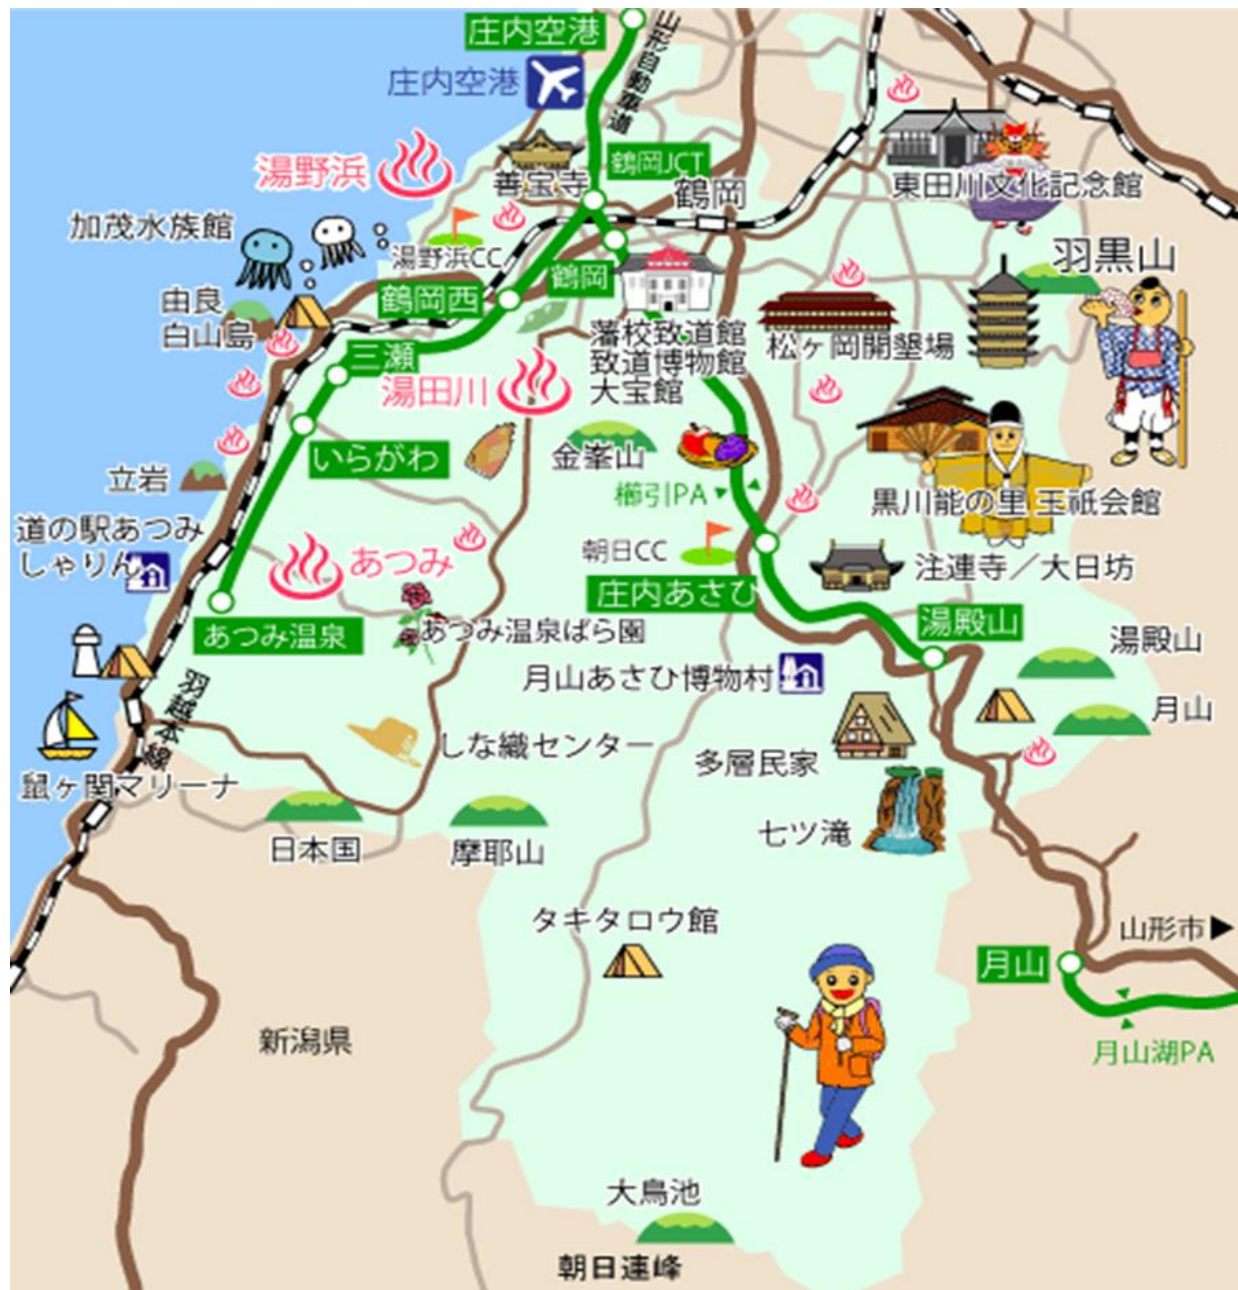 庄内空港
庄内空港
山形自動車道
湯野浜
善宝寺
鶴岡JCT
鶴岡
東田川文化記念館
加茂水族館
湯野浜CC
羽黒山
由良
白山島
鶴岡西
鶴岡
藩校致道館
致道博物館
大宝館
松ヶ岡開墾場
三瀬
湯田川
いらがわ
金峯山
櫛引PA
立岩
黒川能の里 王祇会館
道の駅あつみ
しゃりん
あつみ
朝日CC
注連寺/大日坊
庄内あさひ
あつみ温泉
あつみ温泉ばら園
湯殿山
湯殿山
月山あさひ博物村
月山
羽越本線
しな織センター
多層民家
鼠ヶ関マリーナ
七ツ滝
日本国
摩耶山
タキタロウ館
山形市▶
月山
新潟県
月山湖PA
大鳥池
朝日連峰